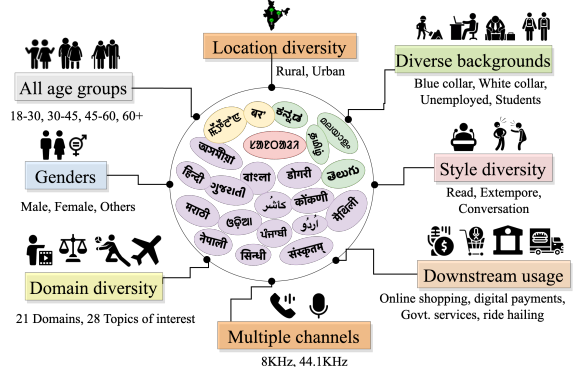 Location diversity
Rural, Urban
All age groups
18-30, 30-45, 45-60, 60+
Diverse backgrounds
Blue collar, White collar,
Unemployed, Students
Genders
Male, Female, Others
Style diversity
Read, Extempore,
Conversation
Domain diversity
21 Domains, 28 Topics of interest
Downstream usage
Online shopping, digital payments,
Govt. services, ride hailing
Multiple channels
8KHz, 44.1KHz
बर'
ಕನ್ನಡ
മലയാളം
অসমীয়া
தமிழ்
हिन्दी
ગુજરાતી
বাংলা
डोगरी
తెలుగు
मराठी
ଓଡ଼ିଆ
کٲشُر
कोंकणी
मैथिली
नेपाली
ਪੰਜਾਬੀ
اُردُو
सिन्धी
संस्कृतम्